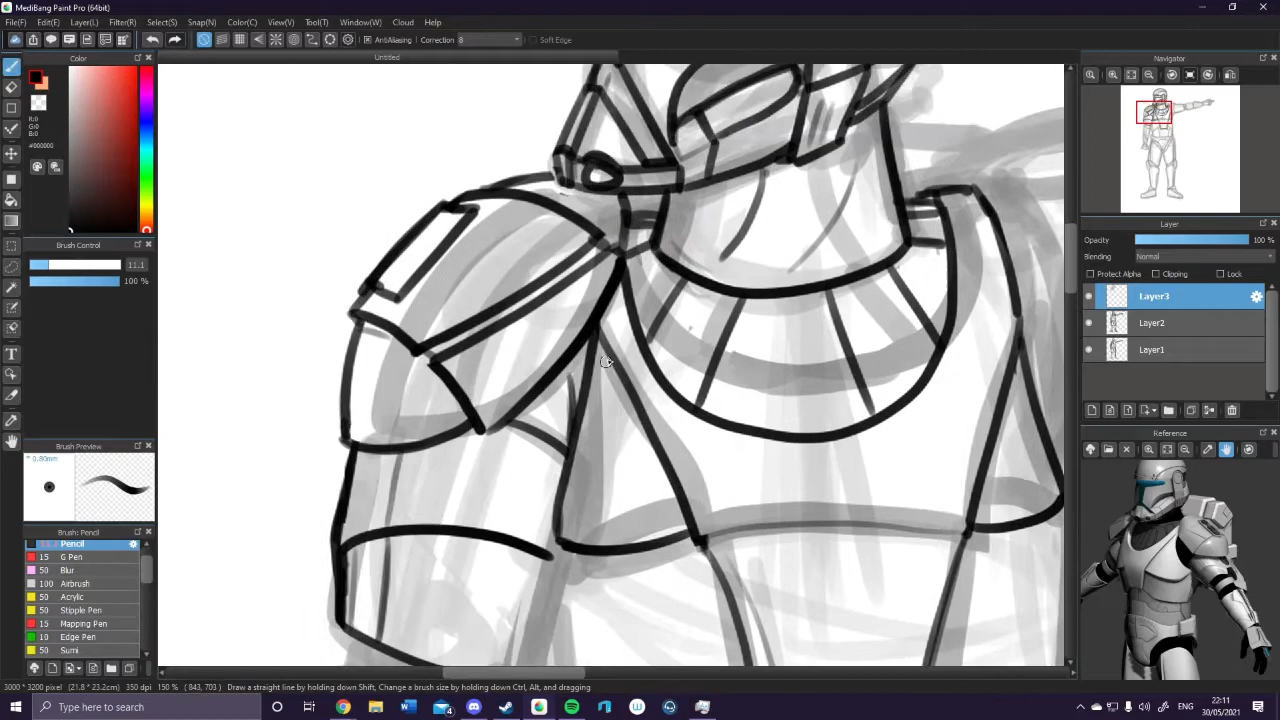 MediBang Paint Pro (64bit)
File(F) Edit(E) Layer(L) Filter(R) Select(S) Snap(N) Color(C) View(V) Tool(T) Window(W) Cloud Help
AntiAliasing Correction 8 Soft Edge
Color
Untitled
Navigator
R:0
G:0
B:0
#000000
Layer
Brush Control
Opacity 100 %
11.1
Blending Normal
100 %
Protect Alpha Clipping Lock
Layer3
Layer2
Layer1
Reference
Brush Preview
* 0.80mm
Brush: Pencil
Pencil
15 G Pen
50 Blur
100 Airbrush
50 Acrylic
50 Stipple Pen
15 Mapping Pen
10 Edge Pen
50 Sumi
3000 * 3200 pixel (21.8 * 23.2cm) 350 dpi 150 % ( 843, 703 ) Draw a straight line by holding down Shift, Change a brush size by holding down Ctrl, Alt, and dragging
Type here to search
4
ENG
22:11
30/05/2021